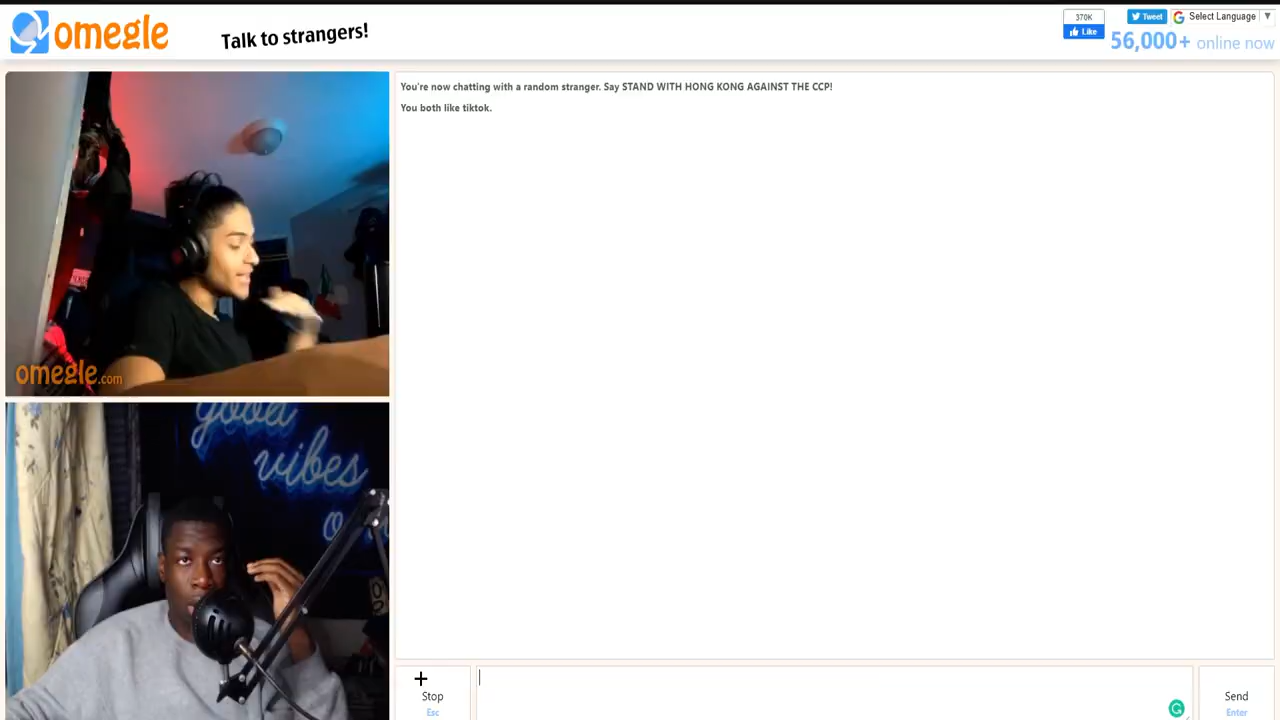 omegle
Talk to strangers!
370K
Like
Tweet
G Select Language ▼
56,000+ online now
You're now chatting with a random stranger. Say STAND WITH HONG KONG AGAINST THE CCP!
You both like tiktok.
omegle.com
good
vibes
Stop
Esc
Send
Enter